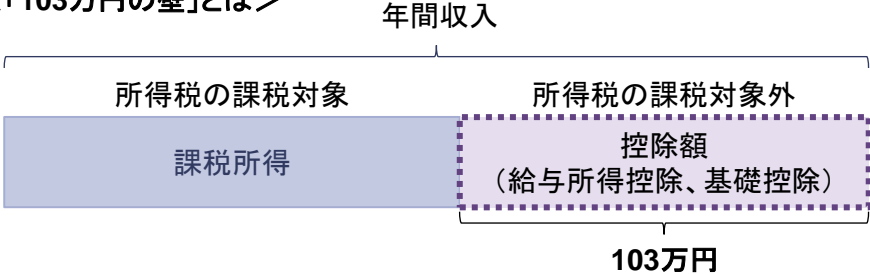 「103万円の壁」とは＞
年間収入
所得税の課税対象
所得税の課税対象外
課税所得
控除額
（給与所得控除、基礎控除）
103万円